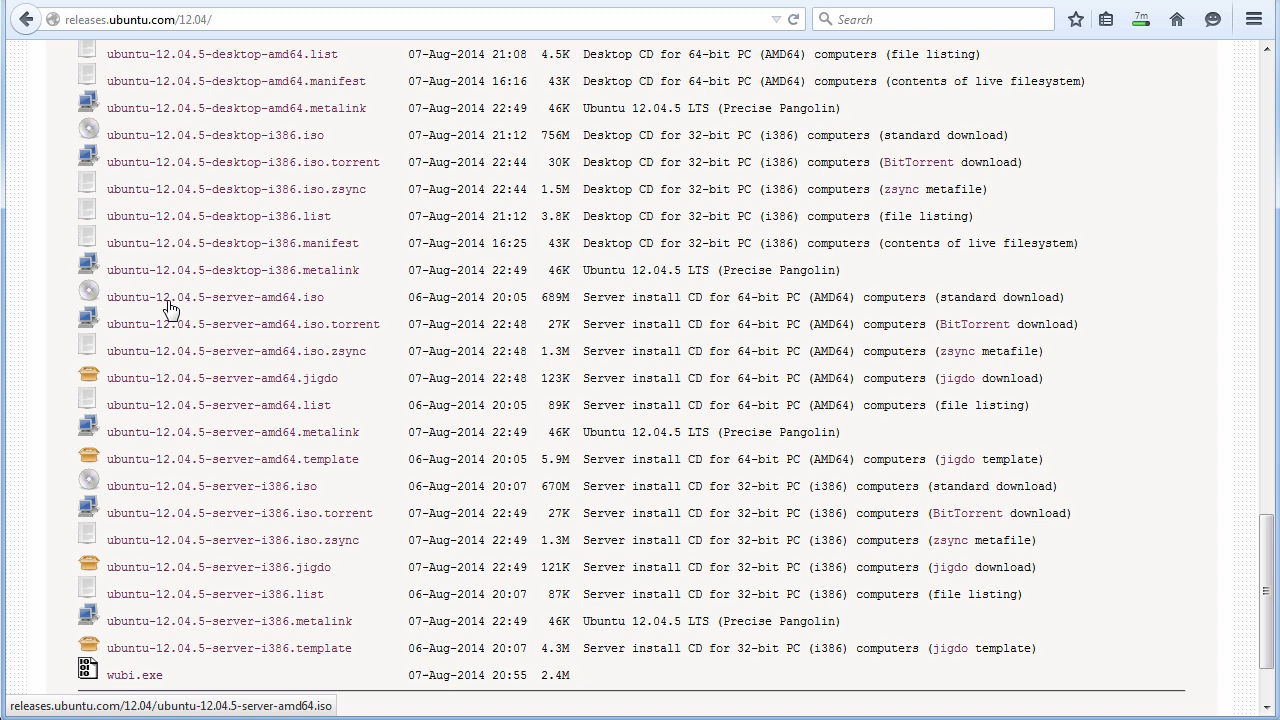 releases.ubuntu.com/12.04/
Search
7m
ubuntu-12.04.5-desktop-amd64.list 07-Aug-2014 21:08 4.5K Desktop CD for 64-bit PC (AMD64) computers (file listing)
ubuntu-12.04.5-desktop-amd64.manifest 07-Aug-2014 16:26 43K Desktop CD for 64-bit PC (AMD64) computers (contents of live filesystem)
ubuntu-12.04.5-desktop-amd64.metalink 07-Aug-2014 22:49 46K Ubuntu 12.04.5 LTS (Precise Pangolin)
ubuntu-12.04.5-desktop-i386.iso 07-Aug-2014 21:12 756M Desktop CD for 32-bit PC (i386) computers (standard download)
ubuntu-12.04.5-desktop-i386.iso.torrent 07-Aug-2014 22:47 30K Desktop CD for 32-bit PC (i386) computers (BitTorrent download)
ubuntu-12.04.5-desktop-i386.iso.zsync 07-Aug-2014 22:47 1.5M Desktop CD for 32-bit PC (i386) computers (zsync metafile)
ubuntu-12.04.5-desktop-i386.list 07-Aug-2014 21:12 3.8K Desktop CD for 32-bit PC (i386) computers (file listing)
ubuntu-12.04.5-desktop-i386.manifest 07-Aug-2014 16:25 43K Desktop CD for 32-bit PC (i386) computers (contents of live filesystem)
ubuntu-12.04.5-desktop-i386.metalink 07-Aug-2014 22:49 46K Ubuntu 12.04.5 LTS (Precise Pangolin)
ubuntu-12.04.5-server-amd64.iso Aug-2014 M Server install CD for 64-bit PC (AMD64) computers (standard download)
ubuntu-12.04.5-server-amd64.iso.torrent 07-Aug-2014 27K Server install CD for 64-bit PC (AMD64) computers (BitTorrent download)
ubuntu-12.04.5-server-amd64.iso.zsync 07-Aug-2014 1.3M Server install CD for 64-bit PC (AMD64) computers (zsync metafile)
ubuntu-12.04.5-server-amd64.jigdo 07-Aug-2014 123K Server install CD for 64-bit PC (AMD64) computers (jigdo download)
ubuntu-12.04.5-server-amd64.list Aug-2014 89K Server install CD for 64-bit PC (AMD64) computers (file listing)
ubuntu-12.04.5-server-amd64.metalink 07-Aug-2014 22:49 46K Ubuntu 12.04.5 LTS (Precise Pangolin)
ubuntu-12.04.5-server-amd64.template 06-Aug-2014 5.9M Server install CD for 64-bit PC (AMD64) computers (jigdo template)
ubuntu-12.04.5-server-i386.iso 06-Aug-2014 20:07 670M Server install CD for 32-bit PC (i386) computers (standard download)
ubuntu-12.04.5-server-i386.iso.torrent 07-Aug-2014 27K Server install CD for 32-bit PC (i386) computers (BitTorrent download)
ubuntu-12.04.5-server-i386.iso.zsync 07-Aug-2014 1.3M Server install CD for 32-bit PC (i386) computers (zsync metafile)
ubuntu-12.04.5-server-i386.jigdo 07-Aug-2014 22:49 121K Server install CD for 32-bit PC (i386) computers (jigdo download)
ubuntu-12.04.5-server-i386.list 06-Aug-2014 20:07 87K Server install CD for 32-bit PC (i386) computers (file listing)
ubuntu-12.04.5-server-i386.metalink 07-Aug-2014 22:49 46K Ubuntu 12.04.5 LTS (Precise Pangolin)
ubuntu-12.04.5-server-i386.template 06-Aug-2014 20:07 4.3M Server install CD for 32-bit PC (i386) computers (jigdo template)
wubi.exe 07-Aug-2014 20:55 2.4M
releases.ubuntu.com/12.04/ubuntu-12.04.5-server-amd64.iso